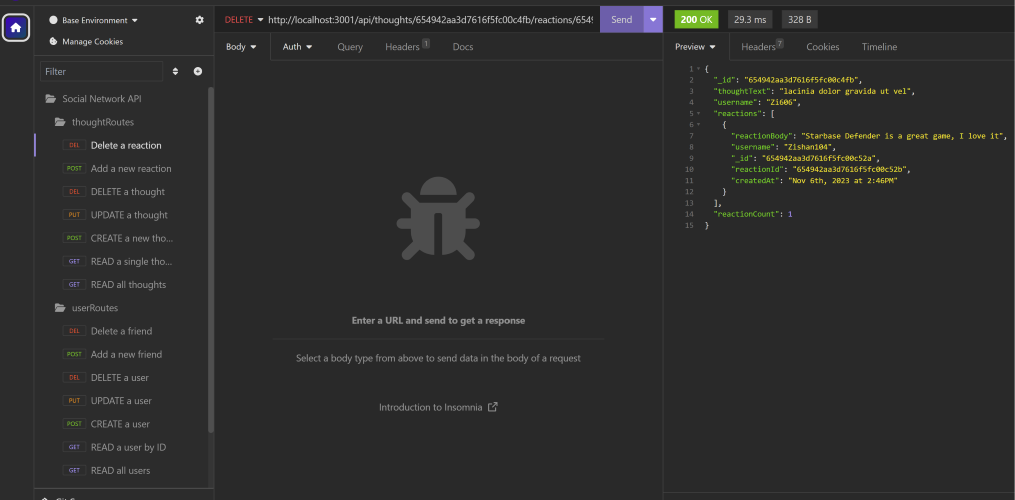 Base Environment
Manage Cookies
Filter
Social Network API
thoughtRoutes
DEL Delete a reaction
POST Add a new reaction
DEL DELETE a thought
PUT UPDATE a thought
POST CREATE a new tho...
GET READ a single tho...
GET READ all thoughts
userRoutes
DEL Delete a friend
POST Add a new friend
DEL DELETE a user
PUT UPDATE a user
POST CREATE a user
GET READ a user by ID
GET READ all users
DELETE http://localhost:3001/api/thoughts/654942aa3d7616f5fc00c4fb/reactions/6549 Send
Body Auth Query Headers 1 Docs
Enter a URL and send to get a response
Select a body type from above to send data in the body of a request
Introduction to Insomnia
200 OK 29.3 ms 328 B
Preview Headers 7 Cookies Timeline
1 {
2 "_id": "654942aa3d7616f5fc00c4fb",
3 "thoughtText": "lacinia dolor gravida ut vel",
4 "username": "Zi606",
5 "reactions": [
6 {
7 "reactionBody": "Starbase Defender is a great game, I love it",
8 "username": "Zishan104",
9 "_id": "654942aa3d7616f5fc00c52a",
10 "reactionId": "654942aa3d7616f5fc00c52b",
11 "createdAt": "Nov 6th, 2023 at 2:46PM"
12 }
13 ],
14 "reactionCount": 1
15 }